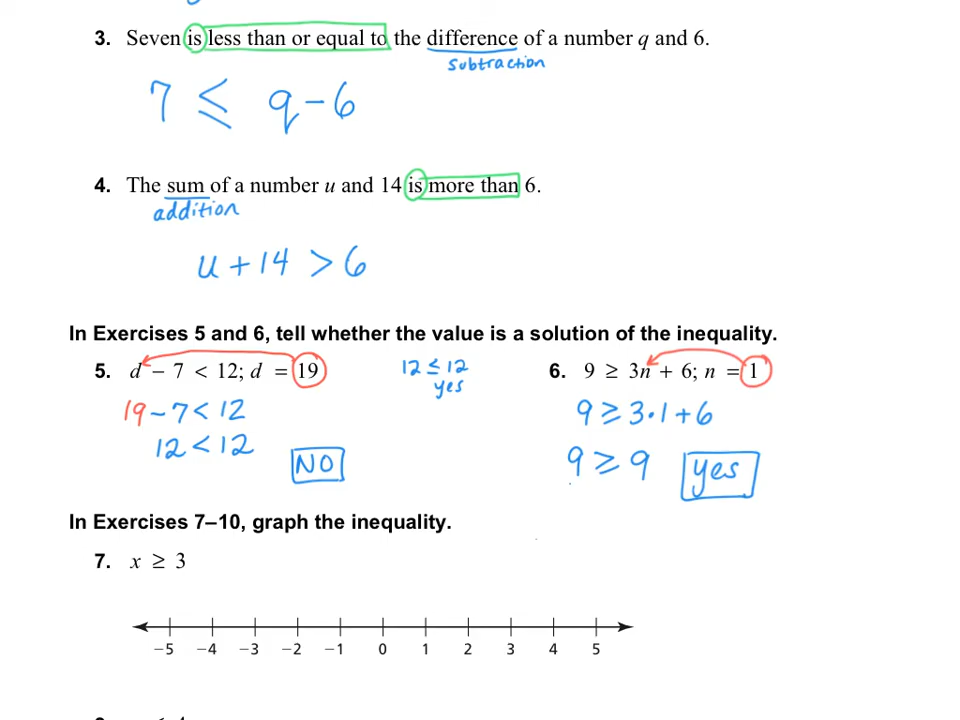 3. Seven is less than or equal to the difference of a number q and 6.
subtraction
7 ≤ q - 6
4. The sum of a number u and 14 is more than 6.
addition
u + 14 > 6
In Exercises 5 and 6, tell whether the value is a solution of the inequality.
5. d − 7 < 12; d = 19
12 ≤ 12
yes
6. 9 ≥ 3n + 6; n = 1
19 - 7 < 12
12 < 12
NO
9 ≥ 3 · 1 + 6
9 ≥ 9
yes
In Exercises 7–10, graph the inequality.
7. x ≥ 3
−5 −4 −3 −2 −1 0 1 2 3 4 5